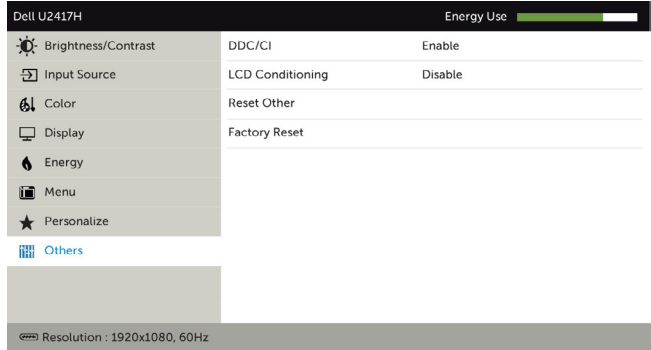 Dell U2417H Energy Use
Brightness/Contrast DDC/CI Enable
Input Source LCD Conditioning Disable
Color Reset Other
Display Factory Reset
Energy
Menu
Personalize
Others
Resolution : 1920x1080, 60Hz